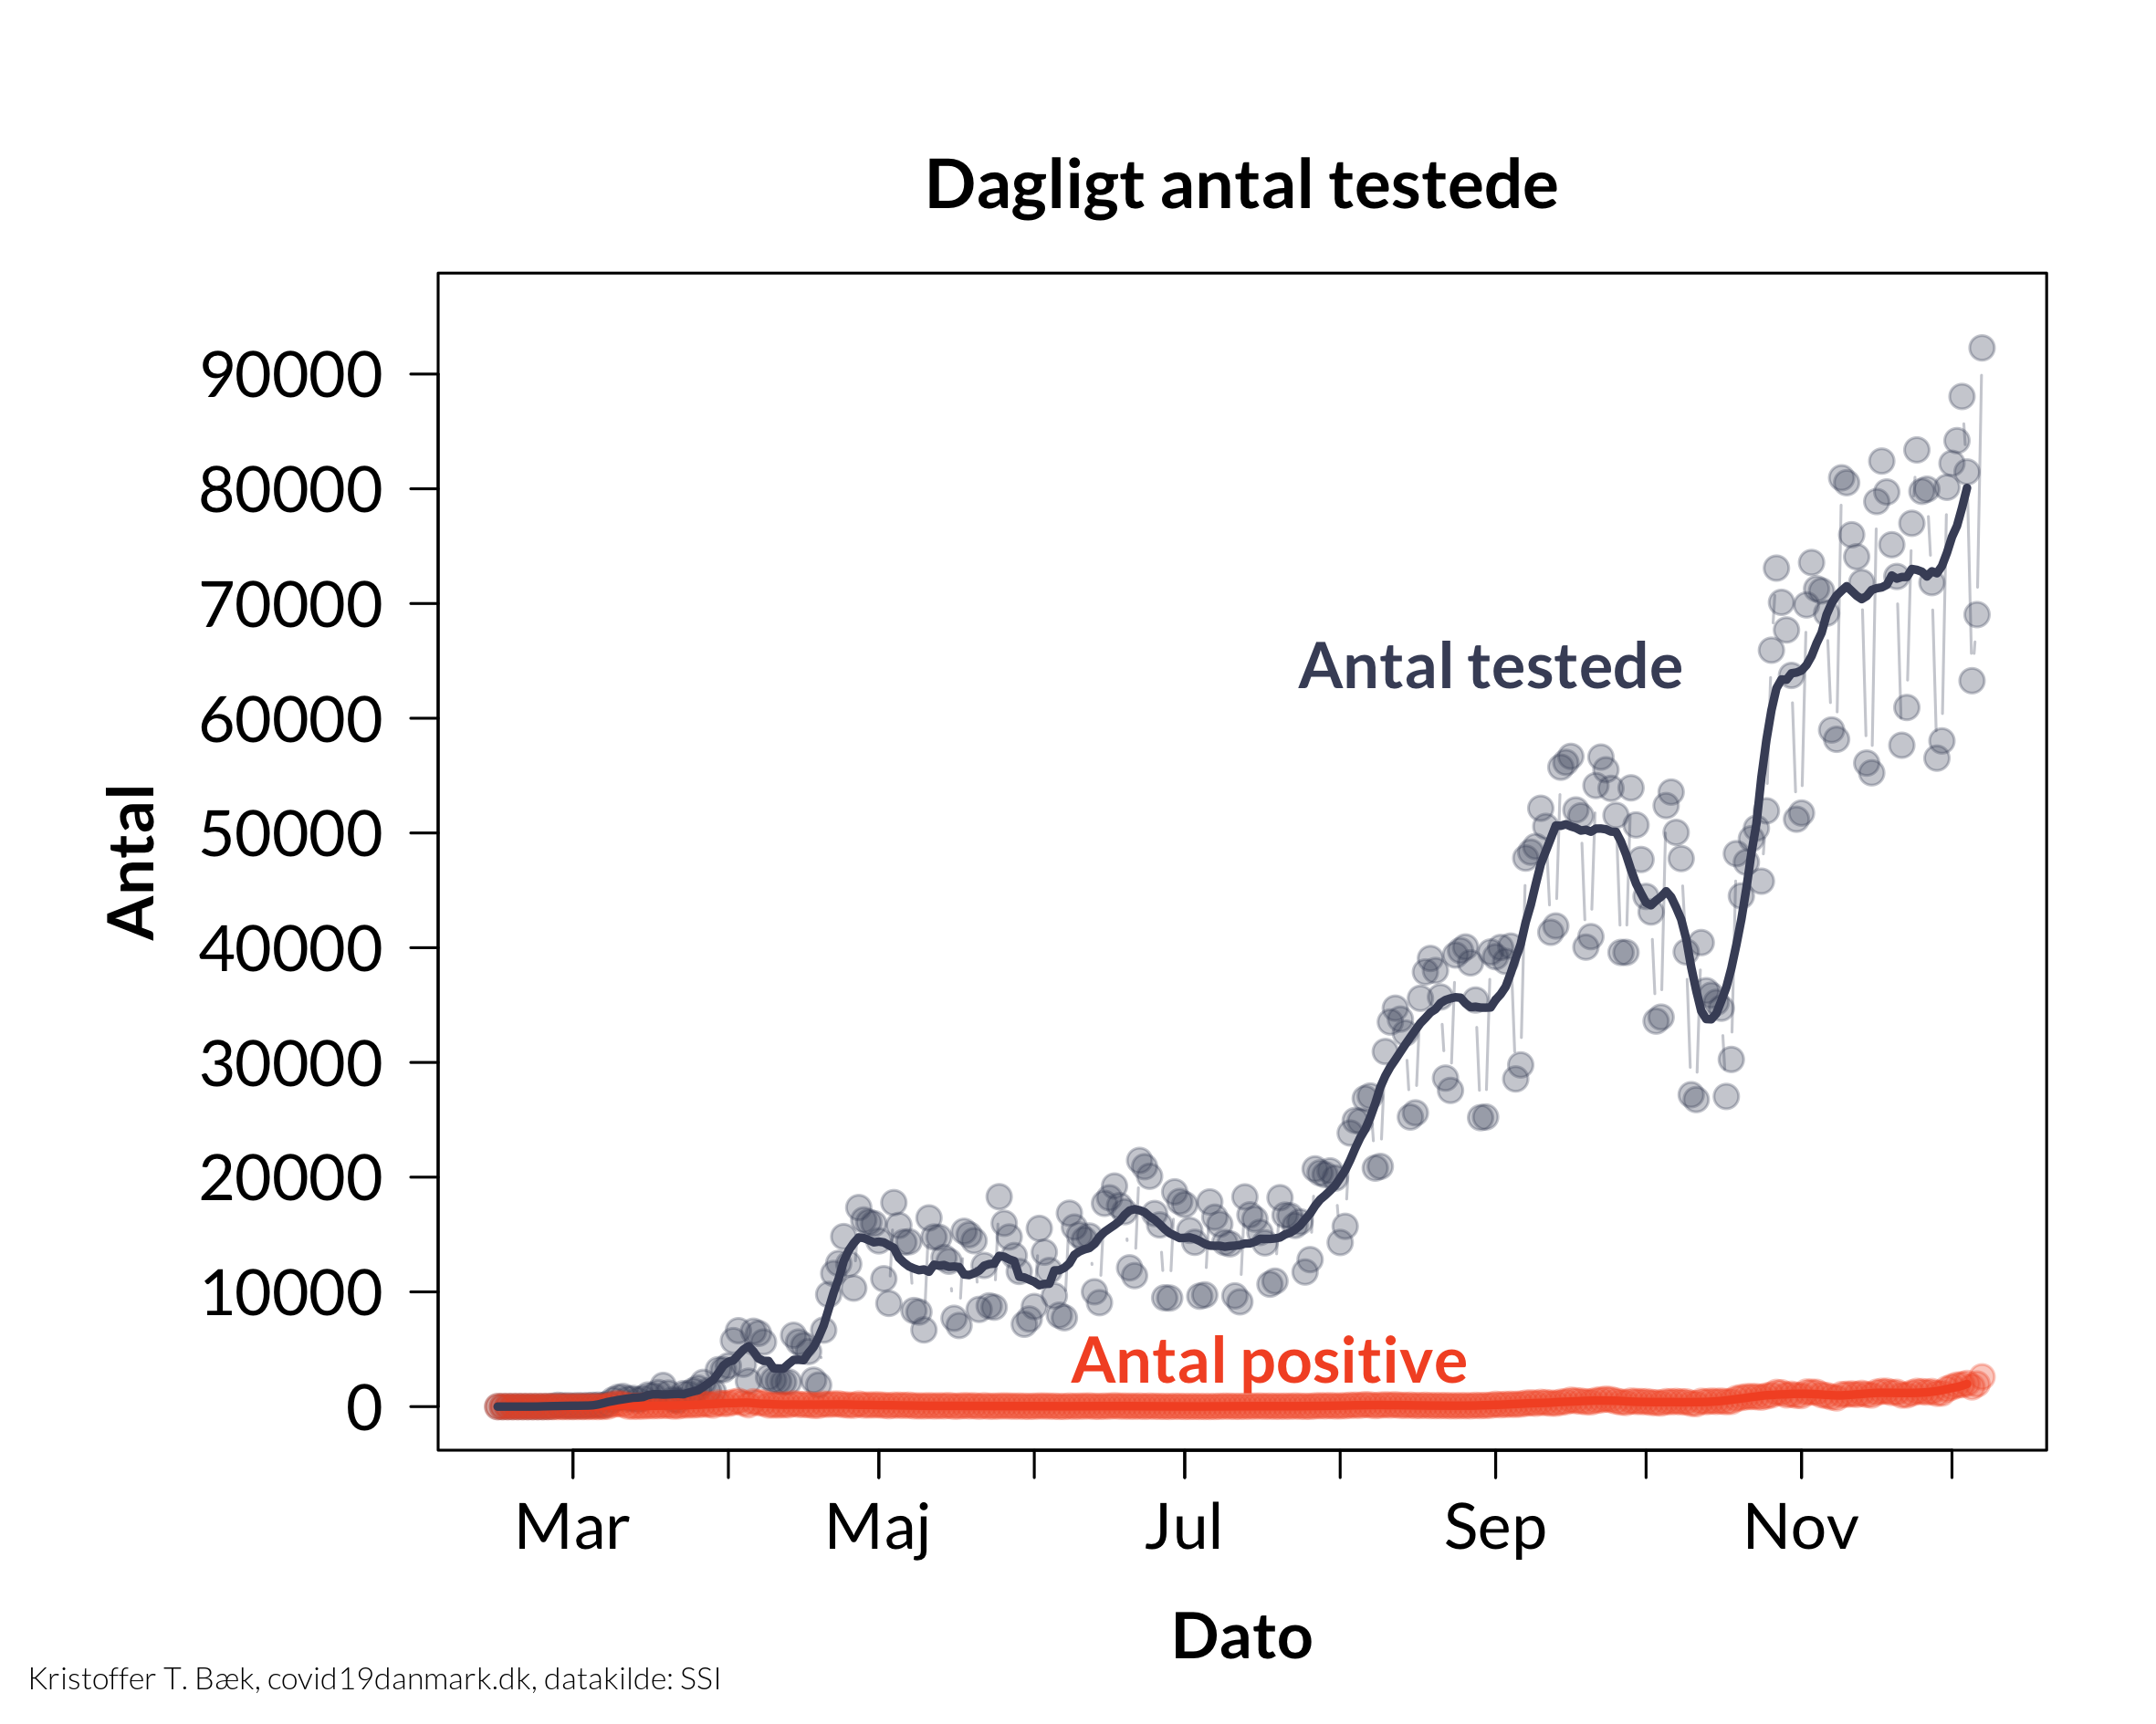 Dagligt antal testede
90000
80000
70000
60000
50000
40000
30000
20000
10000
0
Antal
Antal testede
Antal positive
Mar Maj Jul Sep Nov
Dato
Kristoffer T. Bæk, covid19danmark.dk, datakilde: SSI